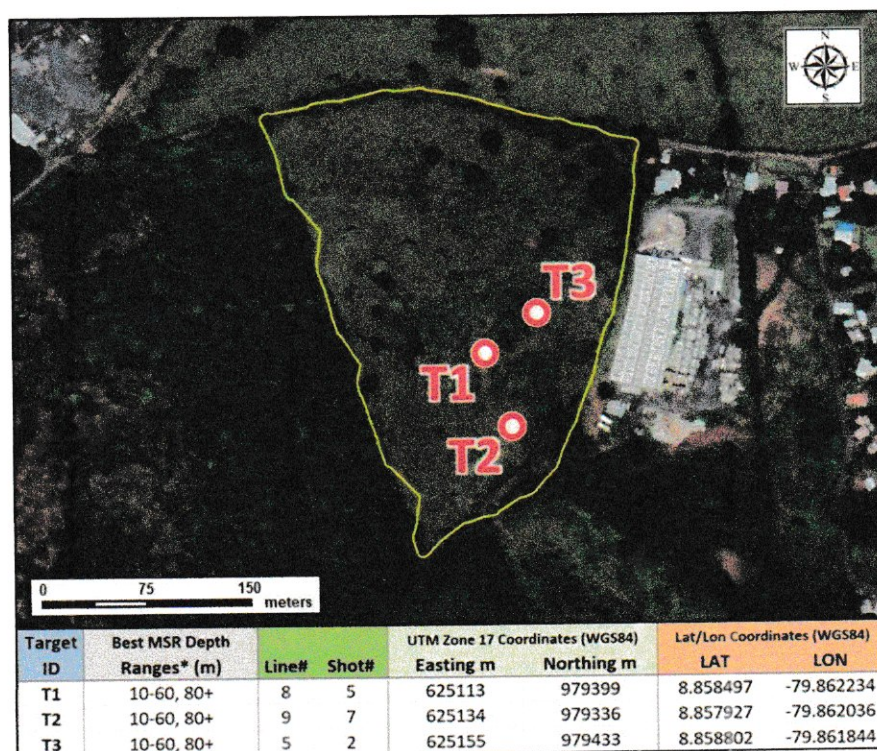 N
W E
S
T3
T1
T2
0 75 150
meters
Target Best MSR Depth UTM Zone 17 Coordinates (WGS84) Lat/Lon Coordinates (WGS84)
ID Ranges* (m) Line# Shot# Easting m Northing m LAT LON
T1 10-60, 80+ 8 5 625113 979399 8.858497 -79.862234
T2 10-60, 80+ 9 7 625134 979336 8.857927 -79.862036
T3 10-60, 80+ 5 2 625155 979433 8.858802 -79.861844